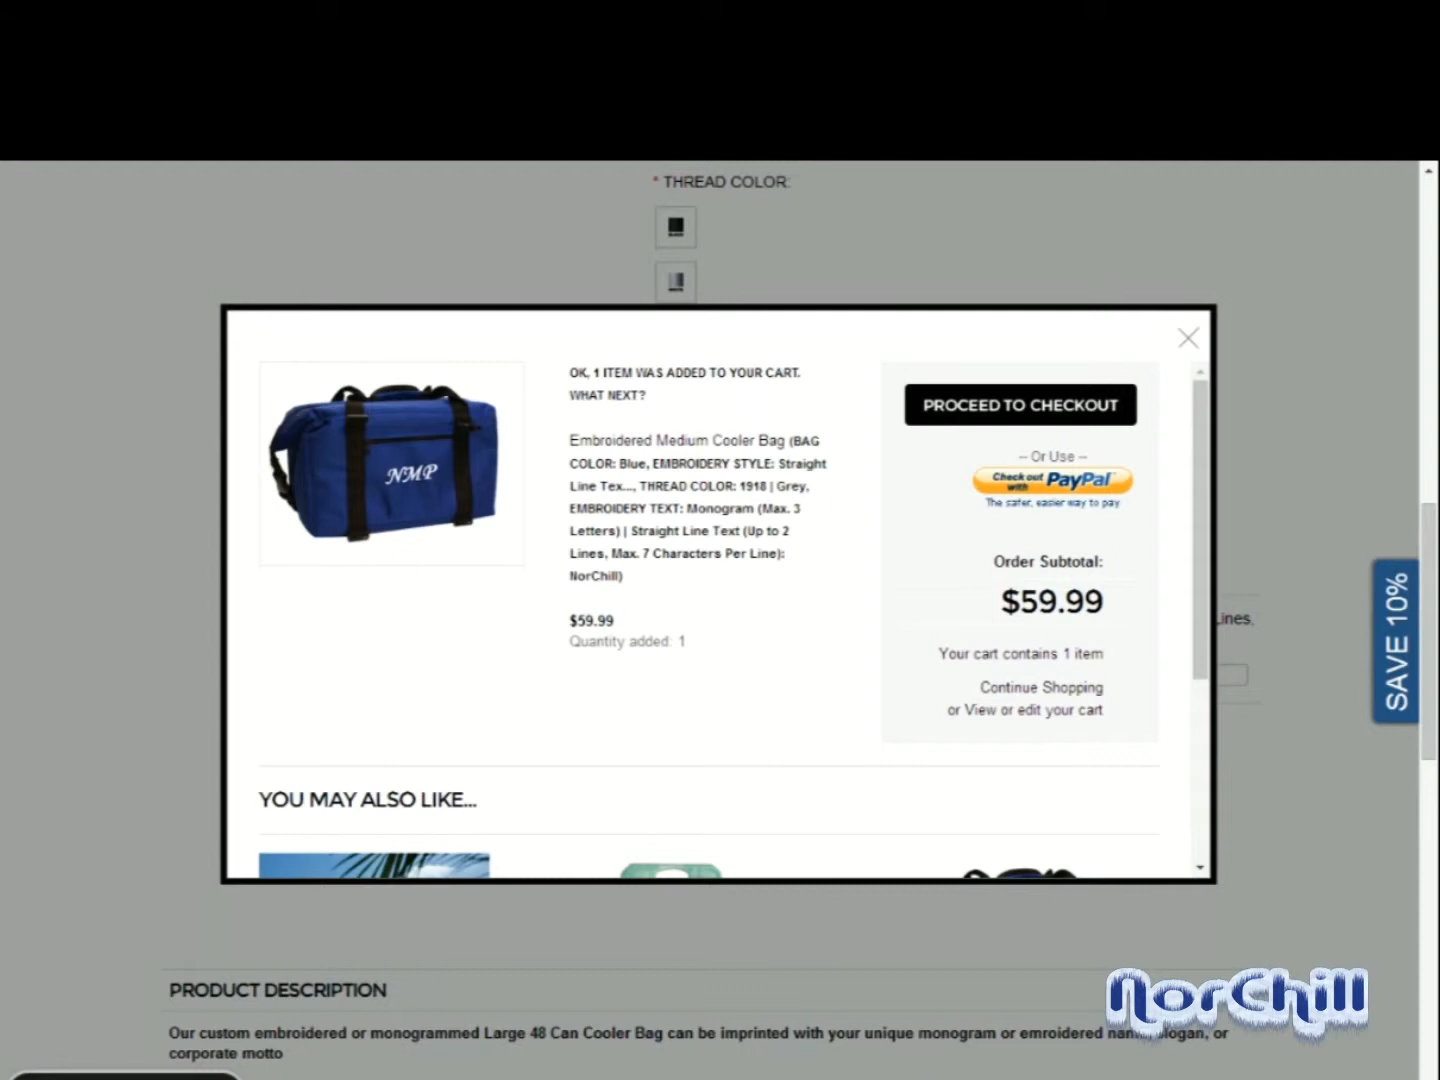 * THREAD COLOR:
OK, 1 ITEM WAS ADDED TO YOUR CART.
WHAT NEXT?
Embroidered Medium Cooler Bag (BAG
COLOR: Blue, EMBROIDERY STYLE: Straight
Line Tex..., THREAD COLOR: 1918 | Grey,
EMBROIDERY TEXT: Monogram (Max. 3
Letters) | Straight Line Text (Up to 2
Lines, Max. 7 Characters Per Line):
NorChill)
$59.99
Quantity added: 1
NMP
PROCEED TO CHECKOUT
-- Or Use --
Check out with PayPal
The safer, easier way to pay
Order Subtotal:
$59.99
Your cart contains 1 item
Continue Shopping
or View or edit your cart
Lines,
SAVE 10%
YOU MAY ALSO LIKE...
PRODUCT DESCRIPTION
Our custom embroidered or monogrammed Large 48 Can Cooler Bag can be imprinted with your unique monogram or emroidered name, slogan, or
corporate motto
NorChill